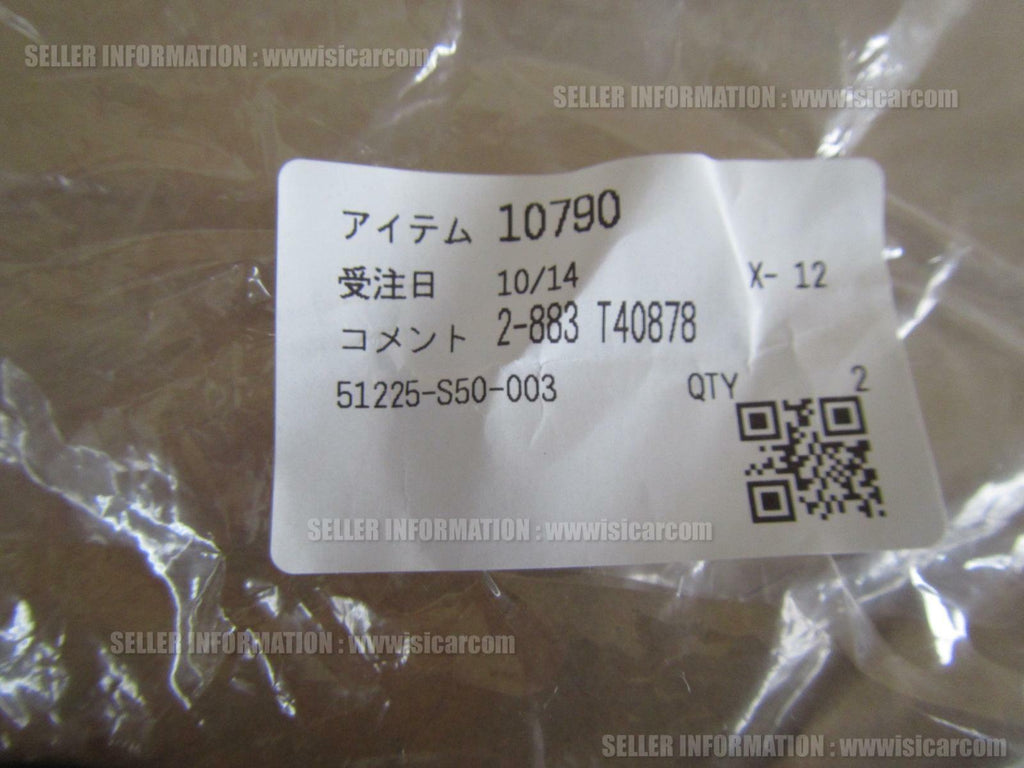 SELLER INFORMATION : wwwisicarcom
SELLER INFORMATION : wwwisicarcom
アイテム 10790
受注日 10/14 X- 12
コメント 2-883 T40878
51225-S50-003 QTY 2
SELLER INFORMATION : wwwisicarcom
SELLER INFORMATION : wwwisicarcom
SELLER INFORMATION : wwwisicarcom